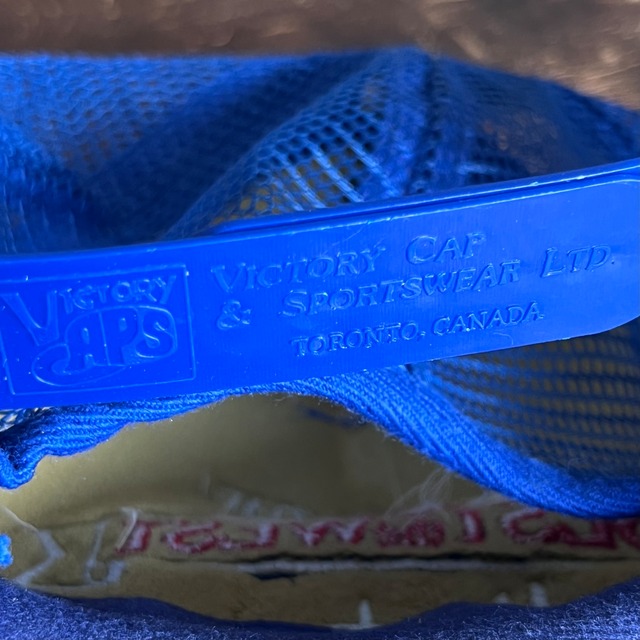 VICTORY
CAPS
VICTORY CAP
& SPORTSWEAR LTD.
TORONTO, CANADA